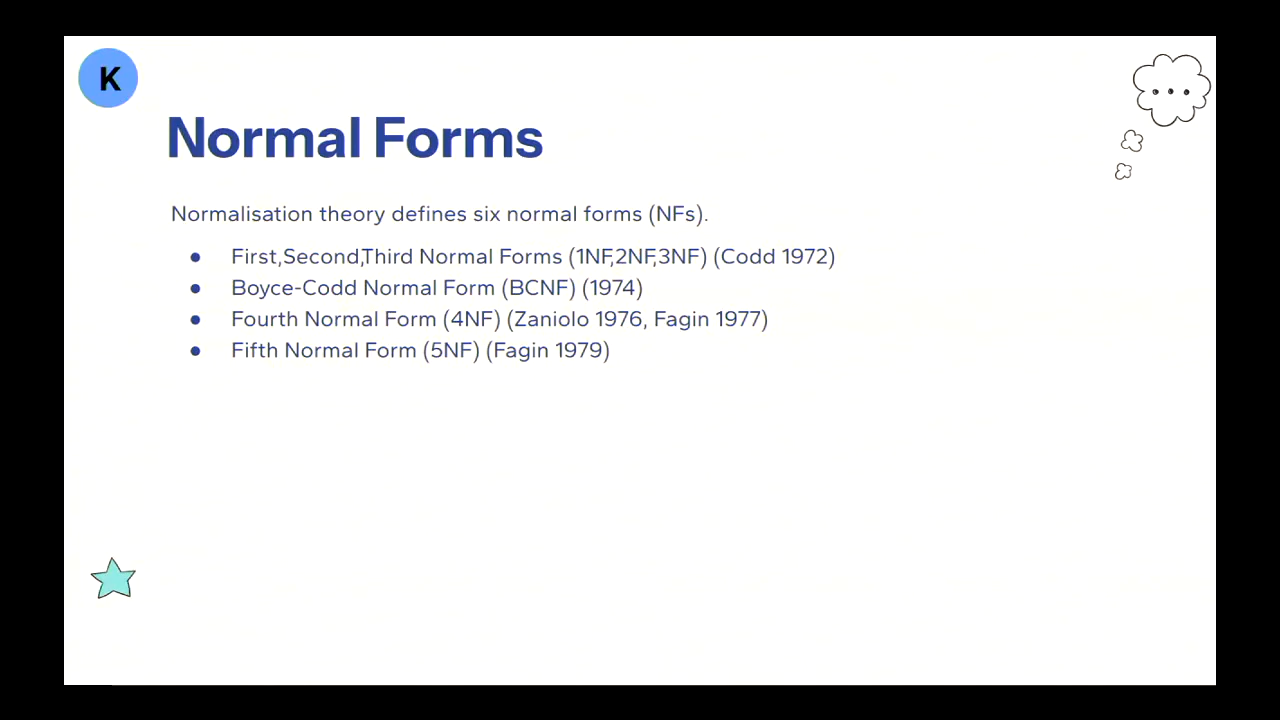 K
Normal Forms
Normalisation theory defines six normal forms (NFs).
● First,Second,Third Normal Forms (1NF,2NF,3NF) (Codd 1972)
● Boyce-Codd Normal Form (BCNF) (1974)
● Fourth Normal Form (4NF) (Zaniolo 1976, Fagin 1977)
● Fifth Normal Form (5NF) (Fagin 1979)